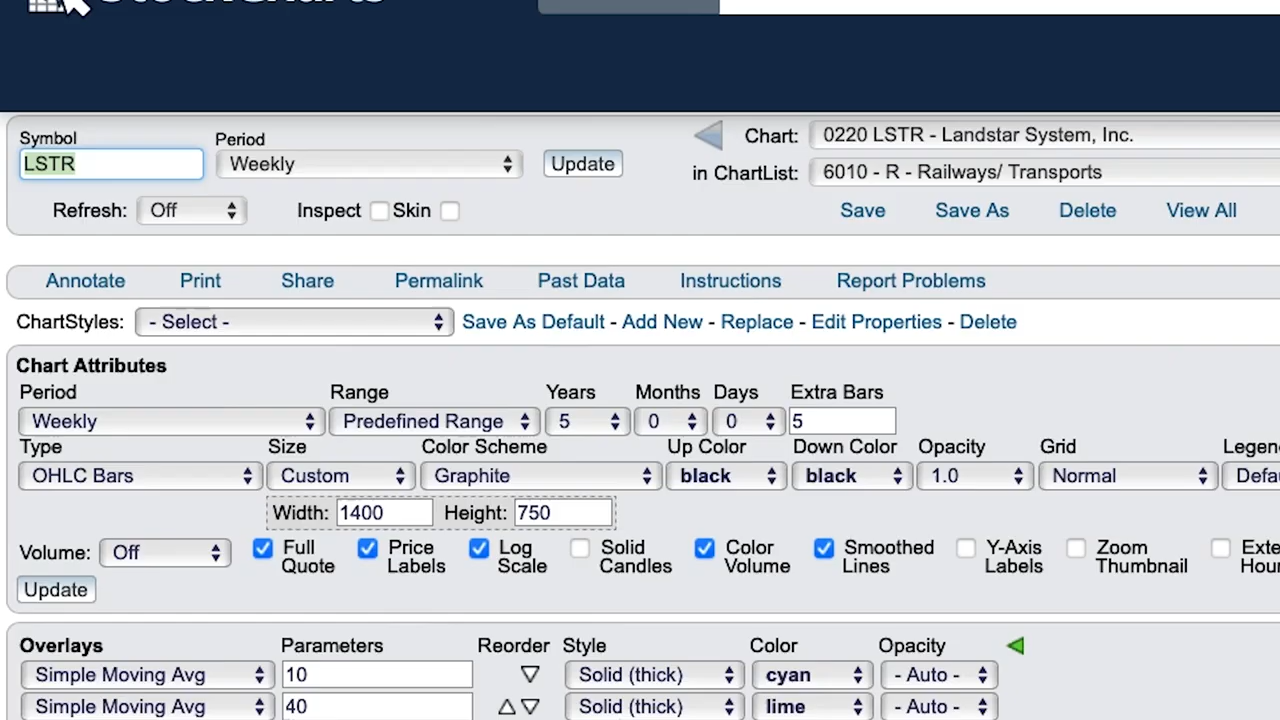 StockCharts
Symbol Period
LSTR Weekly Update
Chart: 0220 LSTR - Landstar System, Inc.
in ChartList: 6010 - R - Railways/ Transports
Refresh: Off Inspect Skin
Save Save As Delete View All
Annotate Print Share Permalink Past Data Instructions Report Problems
ChartStyles: - Select - Save As Default - Add New - Replace - Edit Properties - Delete
Chart Attributes
Period Range Years Months Days Extra Bars
Weekly Predefined Range 5 0 0 5
Type Size Color Scheme Up Color Down Color Opacity Grid Legen
OHLC Bars Custom Graphite black black 1.0 Normal Defau
Width: 1400 Height: 750
Volume: Off Full Quote Price Labels Log Scale Solid Candles Color Volume Smoothed Lines Y-Axis Labels Zoom Thumbnail Exte Hour
Update
Overlays Parameters Reorder Style Color Opacity
Simple Moving Avg 10 Solid (thick) cyan - Auto -
Simple Moving Avg 40 Solid (thick) lime - Auto -